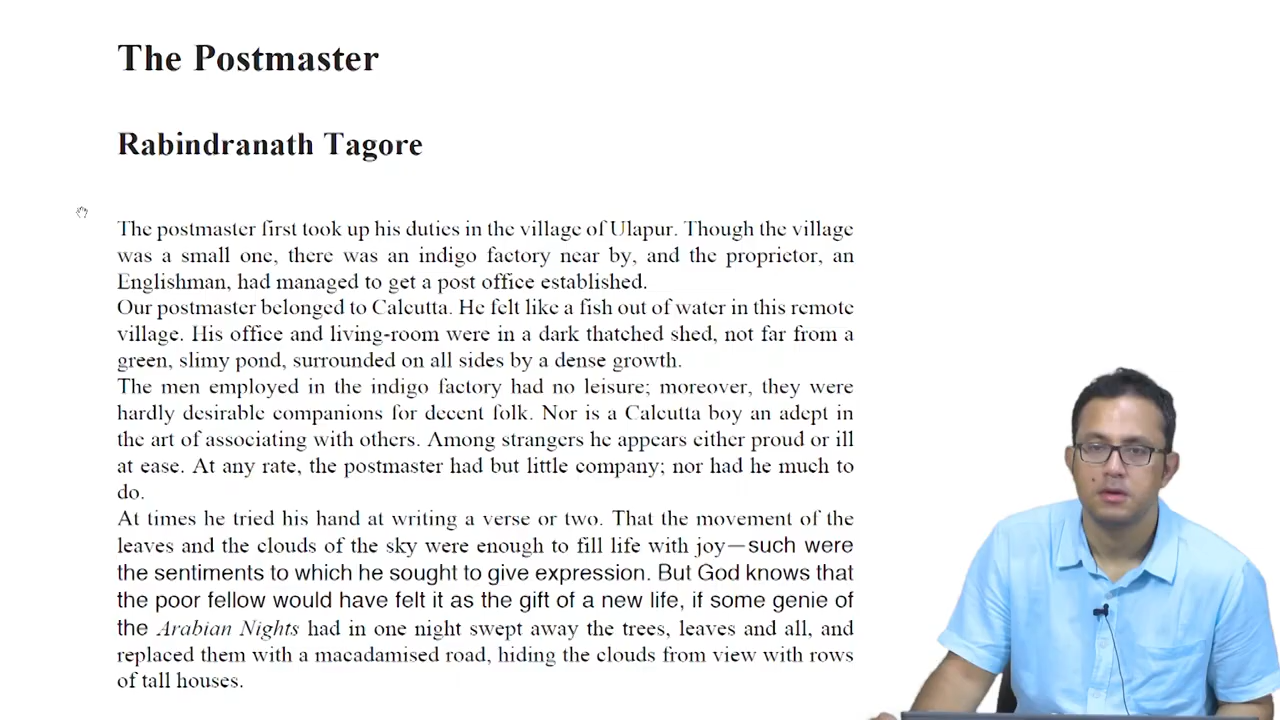 The Postmaster
Rabindranath Tagore
The postmaster first took up his duties in the village of Ulapur. Though the village
was a small one, there was an indigo factory near by, and the proprietor, an
Englishman, had managed to get a post office established.
Our postmaster belonged to Calcutta. He felt like a fish out of water in this remote
village. His office and living-room were in a dark thatched shed, not far from a
green, slimy pond, surrounded on all sides by a dense growth.
The men employed in the indigo factory had no leisure; moreover, they were
hardly desirable companions for decent folk. Nor is a Calcutta boy an adept in
the art of associating with others. Among strangers he appears either proud or ill
at ease. At any rate, the postmaster had but little company; nor had he much to
do.
At times he tried his hand at writing a verse or two. That the movement of the
leaves and the clouds of the sky were enough to fill life with joy—such were
the sentiments to which he sought to give expression. But God knows that
the poor fellow would have felt it as the gift of a new life, if some genie of
the Arabian Nights had in one night swept away the trees, leaves and all, and
replaced them with a macadamised road, hiding the clouds from view with rows
of tall houses.